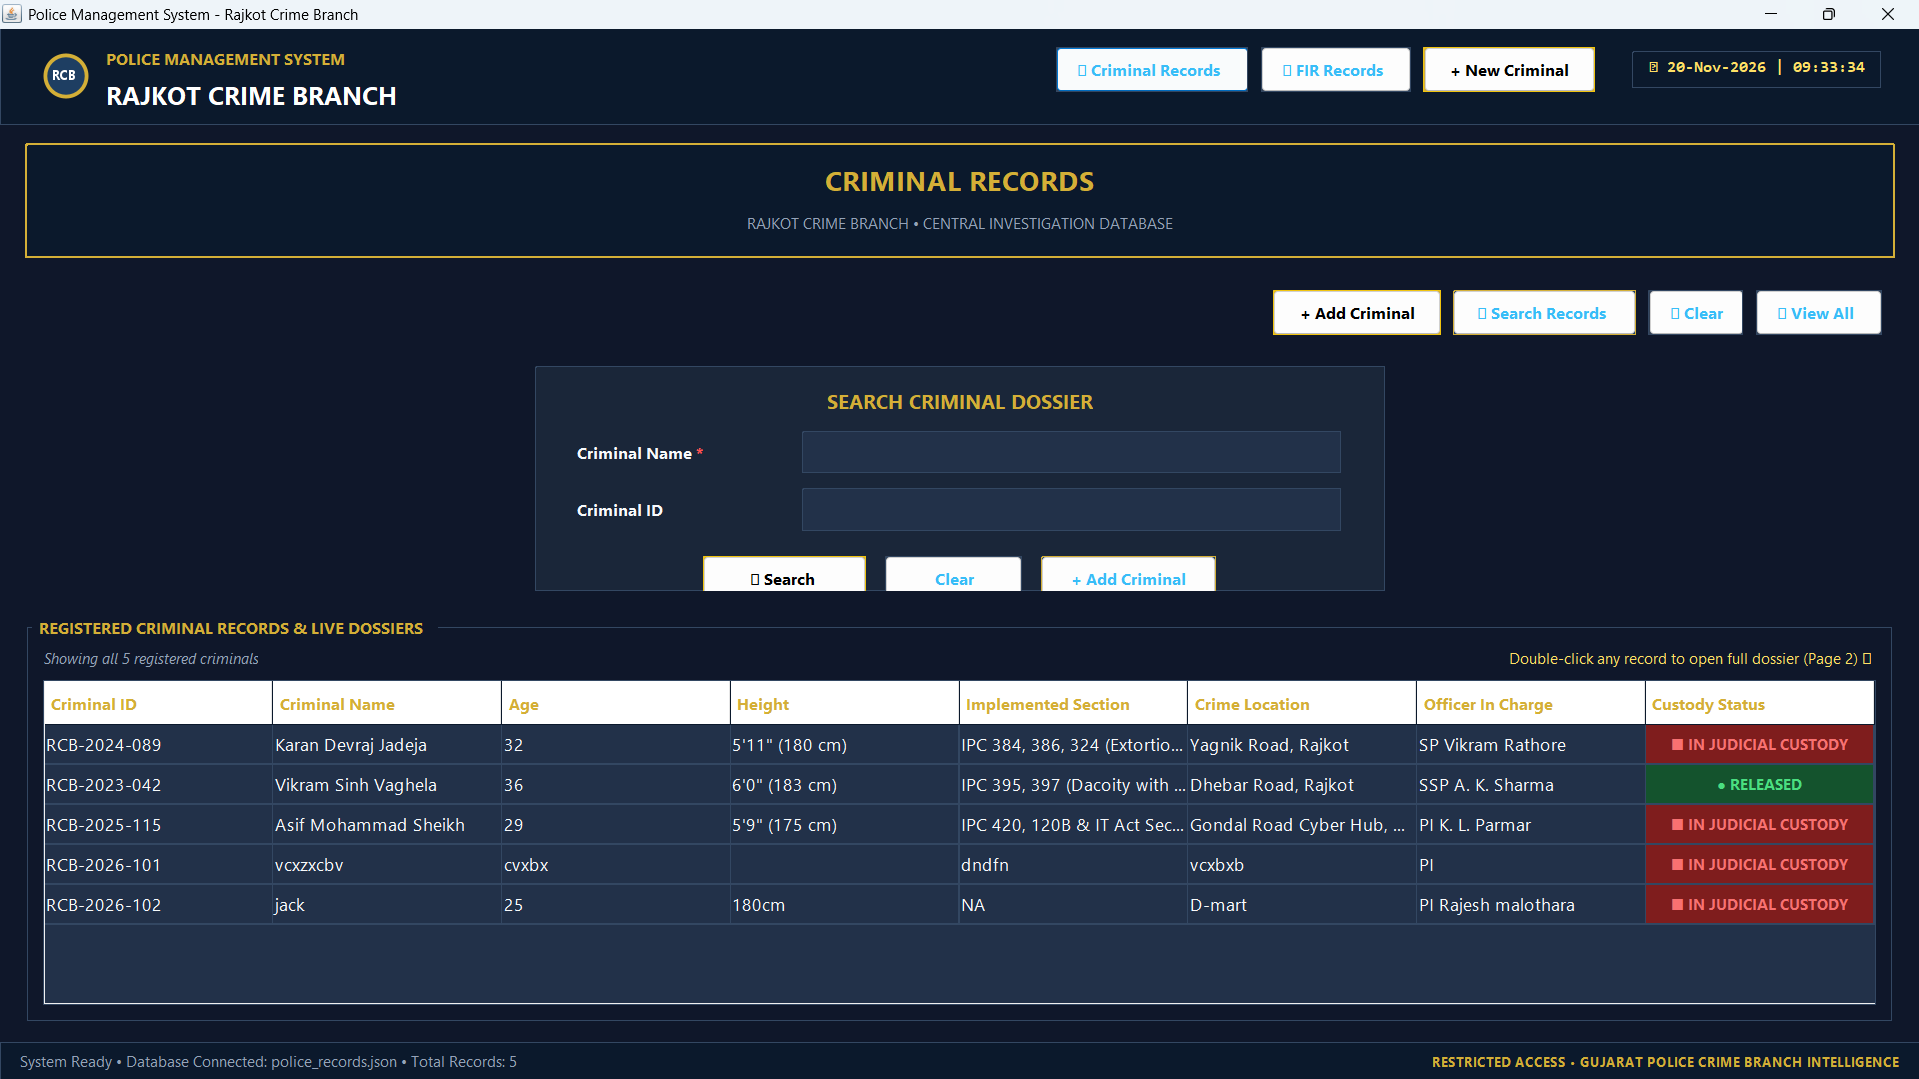 Police Management System - Rajkot Crime Branch
RCB
POLICE MANAGEMENT SYSTEM
RAJKOT CRIME BRANCH
Criminal Records
FIR Records
+ New Criminal
20-Nov-2026 | 09:33:34
CRIMINAL RECORDS
RAJKOT CRIME BRANCH • CENTRAL INVESTIGATION DATABASE
+ Add Criminal
Search Records
Clear
View All
SEARCH CRIMINAL DOSSIER
Criminal Name *
Criminal ID
Search
Clear
+ Add Criminal
REGISTERED CRIMINAL RECORDS & LIVE DOSSIERS
Showing all 5 registered criminals
Double-click any record to open full dossier (Page 2)
Criminal ID Criminal Name Age Height Implemented Section Crime Location Officer In Charge Custody Status
RCB-2024-089 Karan Devraj Jadeja 32 5'11" (180 cm) IPC 384, 386, 324 (Extortio... Yagnik Road, Rajkot SP Vikram Rathore ■ IN JUDICIAL CUSTODY
RCB-2023-042 Vikram Sinh Vaghela 36 6'0" (183 cm) IPC 395, 397 (Dacoity with ... Dhebar Road, Rajkot SSP A. K. Sharma ● RELEASED
RCB-2025-115 Asif Mohammad Sheikh 29 5'9" (175 cm) IPC 420, 120B & IT Act Sec... Gondal Road Cyber Hub, ... PI K. L. Parmar ■ IN JUDICIAL CUSTODY
RCB-2026-101 vcxzxcbv cvxbx dndfn vcxbxb PI ■ IN JUDICIAL CUSTODY
RCB-2026-102 jack 25 180cm NA D-mart PI Rajesh malothara ■ IN JUDICIAL CUSTODY
System Ready • Database Connected: police_records.json • Total Records: 5
RESTRICTED ACCESS • GUJARAT POLICE CRIME BRANCH INTELLIGENCE